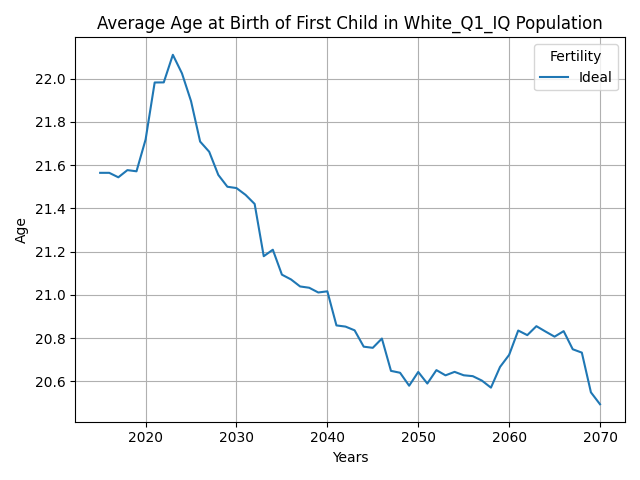 Average Age at Birth of First Child in White_Q1_IQ Population
Fertility
Ideal
22.0
21.8
21.6
21.4
21.2
21.0
20.8
20.6
Age
2020 2030 2040 2050 2060 2070
Years